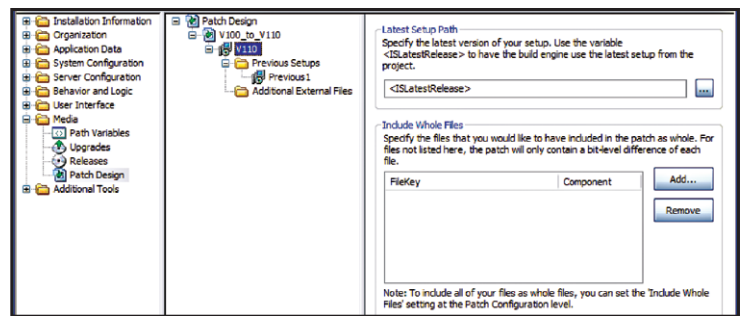 Installation Information
Organization
Application Data
System Configuration
Server Configuration
Behavior and Logic
User Interface
Media
Path Variables
Upgrades
Releases
Patch Design
Additional Tools
Patch Design
V100_to_V110
V110
Previous Setups
Previous1
Additional External Files
Latest Setup Path
Specify the latest version of your setup. Use the variable
<ISLatestRelease> to have the build engine use the latest setup from the
project.
<ISLatestRelease>
...
Include Whole Files
Specify the files that you would like to have included in the patch as whole. For
files not listed here, the patch will only contain a bit-level difference of each
file.
FileKey Component
Add...
Remove
Note: To include all of your files as whole files, you can set the 'Include Whole
Files' setting at the Patch Configuration level.